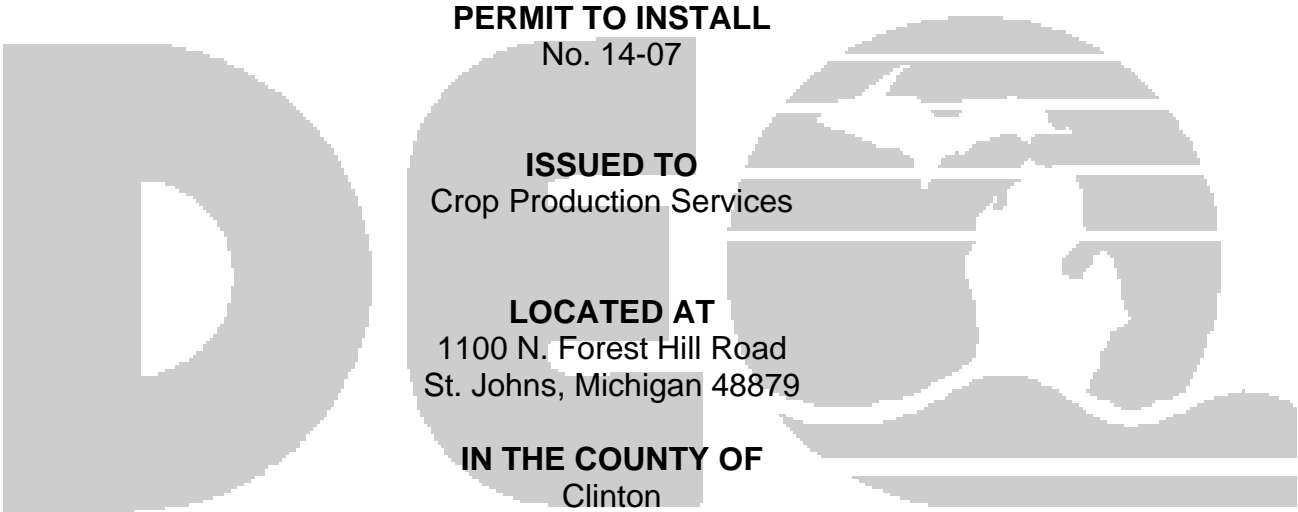 PERMIT TO INSTALL
No. 14-07
ISSUED TO
Crop Production Services
LOCATED AT
1100 N. Forest Hill Road
St. Johns, Michigan 48879
IN THE COUNTY OF
Clinton
DEQ